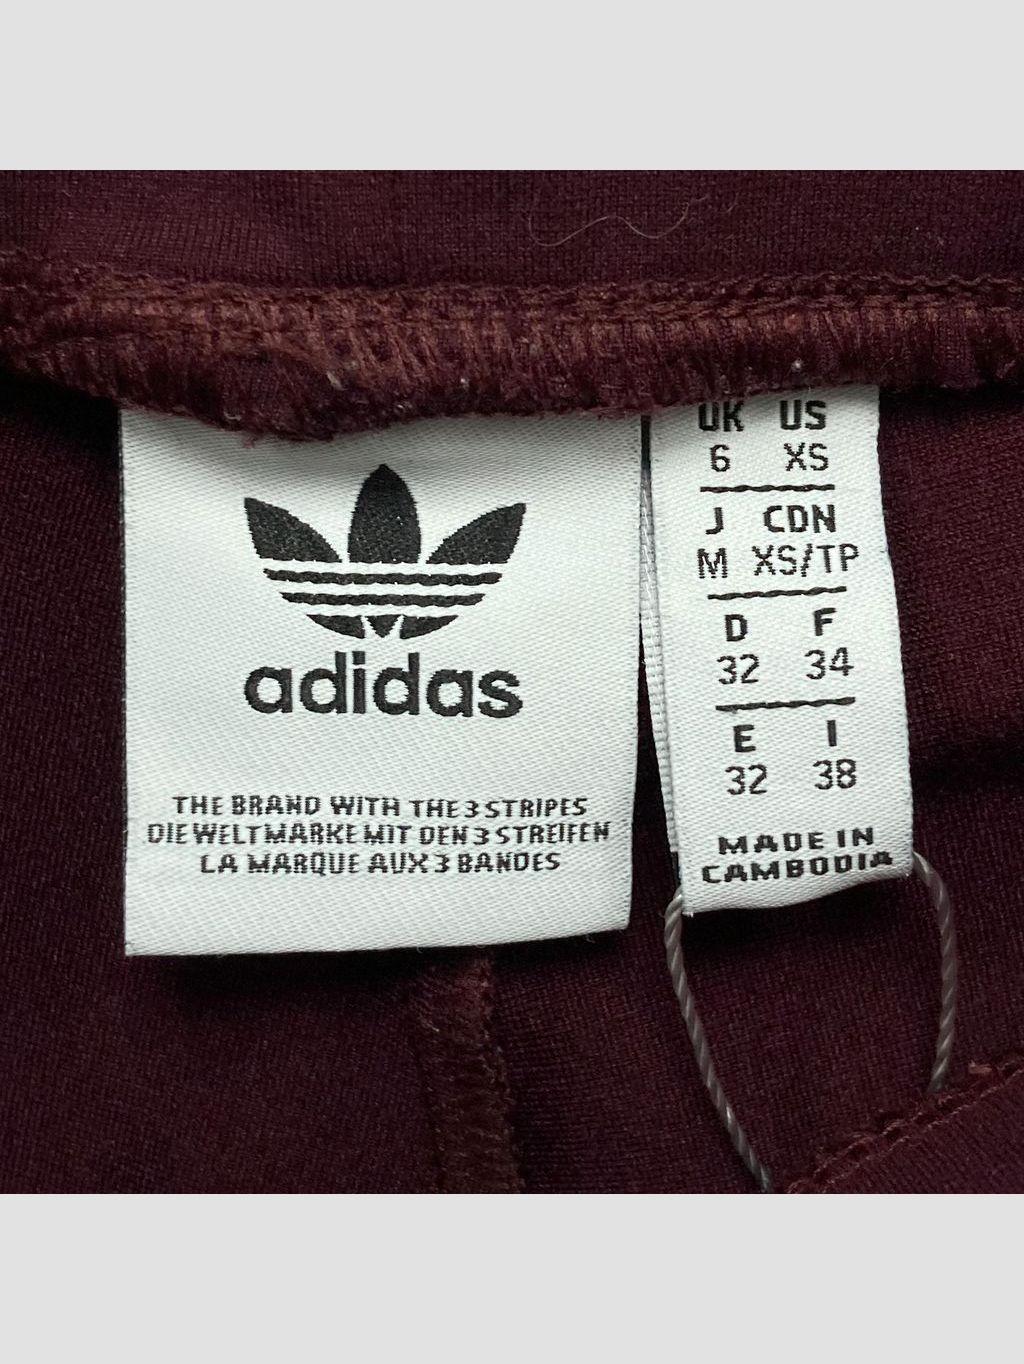 adidas
THE BRAND WITH THE 3 STRIPES
DIE WELTMARKE MIT DEN 3 STREIFEN
LA MARQUE AUX 3 BANDES
UK US
6 XS
J CDN
M XS/TP
D F
32 34
E I
32 38
MADE IN
CAMBODIA